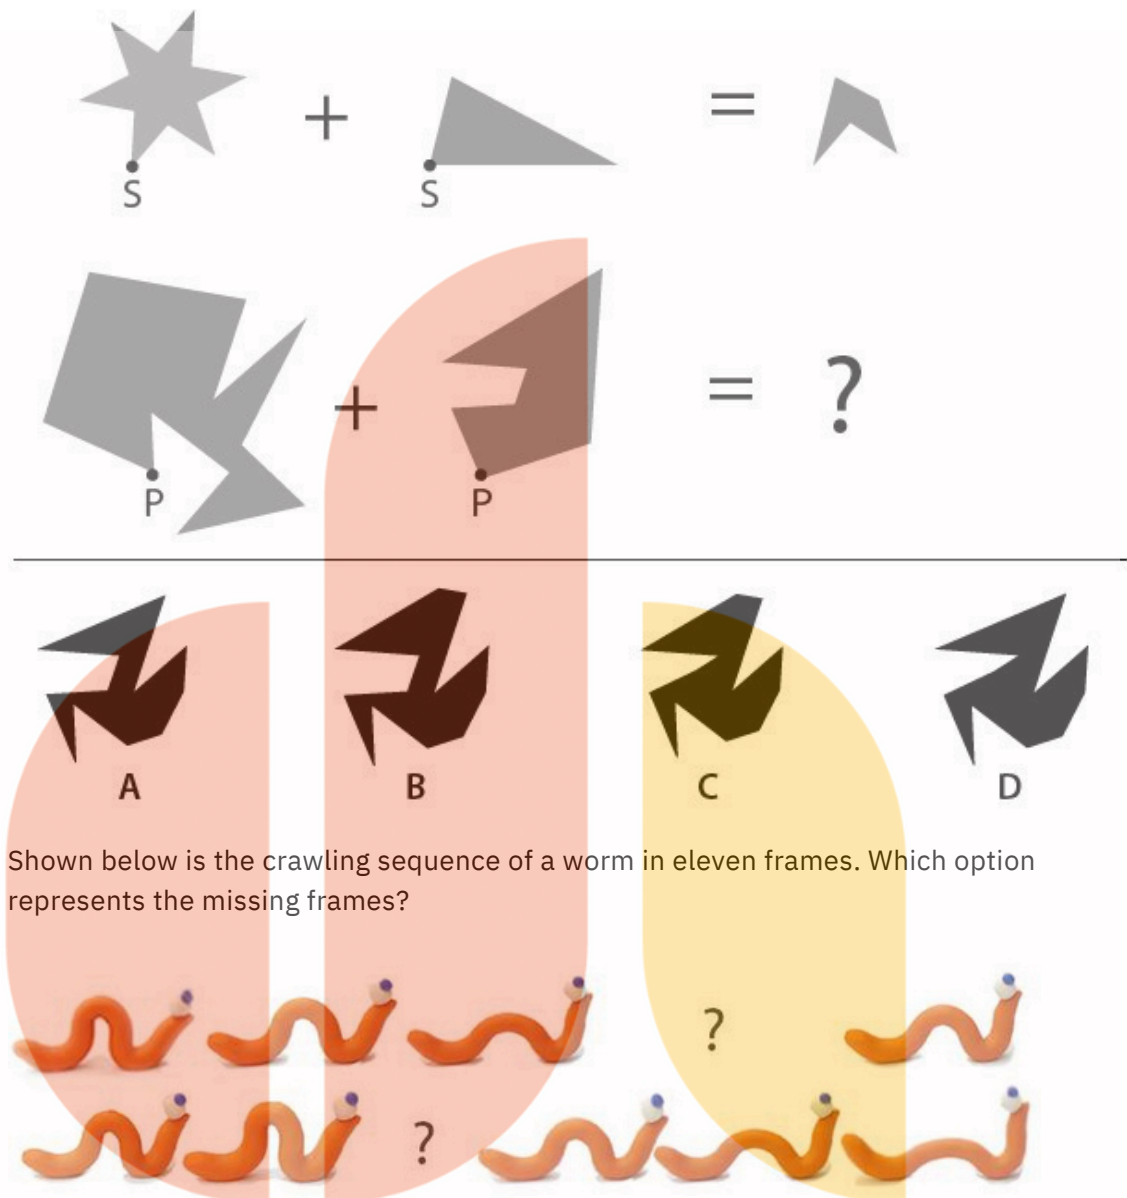 + =
S S
+ = ?
P P
A B C D
Shown below is the crawling sequence of a worm in eleven frames. Which option
represents the missing frames?
?
?